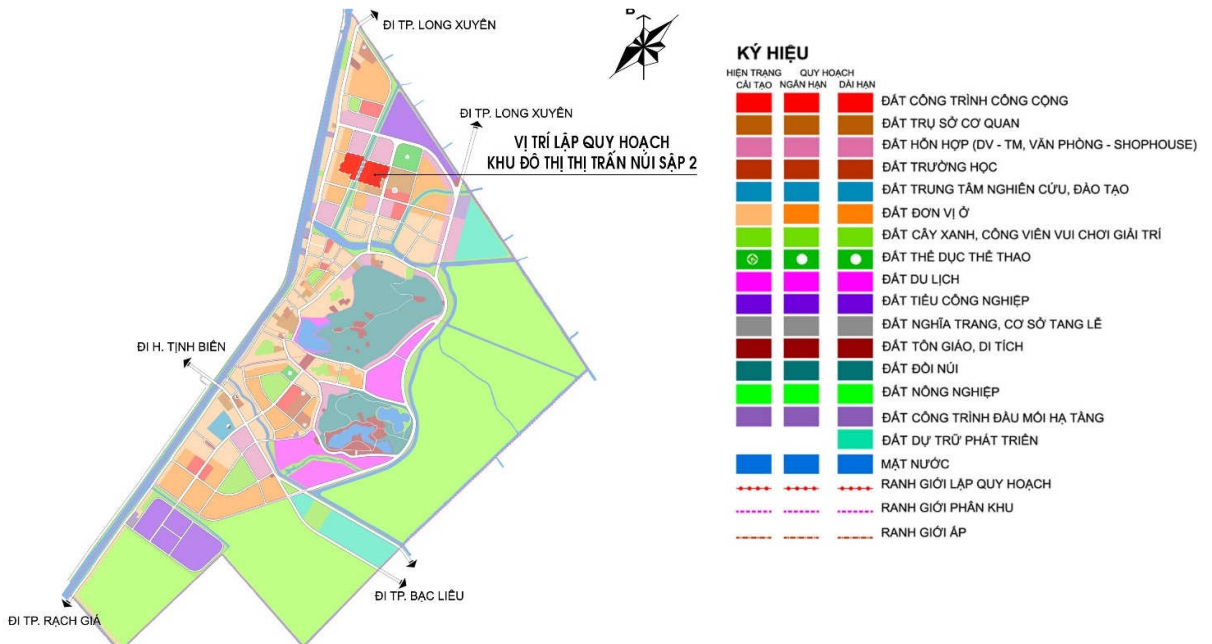 B
ĐI TP. LONG XUYÊN
ĐI TP. LONG XUYÊN
VỊ TRÍ LẬP QUY HOẠCH
KHU ĐÔ THỊ THỊ TRẤN NÚI SẬP 2
ĐI H. TỊNH BIÊN
ĐI TP. BẠC LIÊU
ĐI TP. RẠCH GIÁ
KÝ HIỆU
HIỆN TRẠNG QUY HOẠCH
CẢI TẠO NGẮN HẠN DÀI HẠN
ĐẤT CÔNG TRÌNH CÔNG CỘNG
ĐẤT TRỤ SỞ CƠ QUAN
ĐẤT HỖN HỢP (DV - TM, VĂN PHÒNG - SHOPHOUSE)
ĐẤT TRƯỜNG HỌC
ĐẤT TRUNG TÂM NGHIÊN CỨU, ĐÀO TẠO
ĐẤT ĐƠN VỊ Ở
ĐẤT CÂY XANH, CÔNG VIÊN VUI CHƠI GIẢI TRÍ
ĐẤT THỂ DỤC THỂ THAO
ĐẤT DU LỊCH
ĐẤT TIỂU CÔNG NGHIỆP
ĐẤT NGHĨA TRANG, CƠ SỞ TANG LỄ
ĐẤT TÔN GIÁO, DI TÍCH
ĐẤT ĐỒI NÚI
ĐẤT NÔNG NGHIỆP
ĐẤT CÔNG TRÌNH ĐẦU MỐI HẠ TẦNG
ĐẤT DỰ TRỮ PHÁT TRIỂN
MẶT NƯỚC
RANH GIỚI LẬP QUY HOẠCH
RANH GIỚI PHÂN KHU
RANH GIỚI ẤP